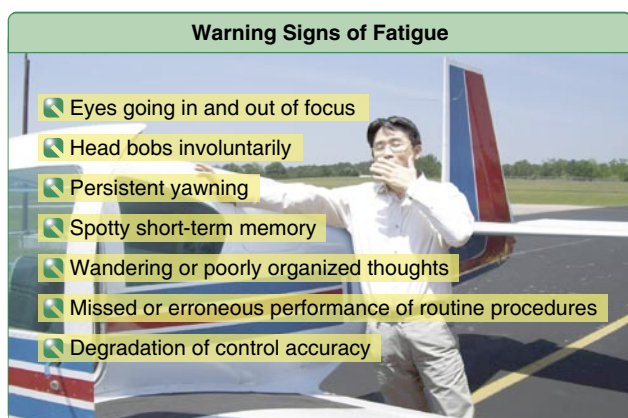 Warning Signs of Fatigue
Eyes going in and out of focus
Head bobs involuntarily
Persistent yawning
Spotty short-term memory
Wandering or poorly organized thoughts
Missed or erroneous performance of routine procedures
Degradation of control accuracy